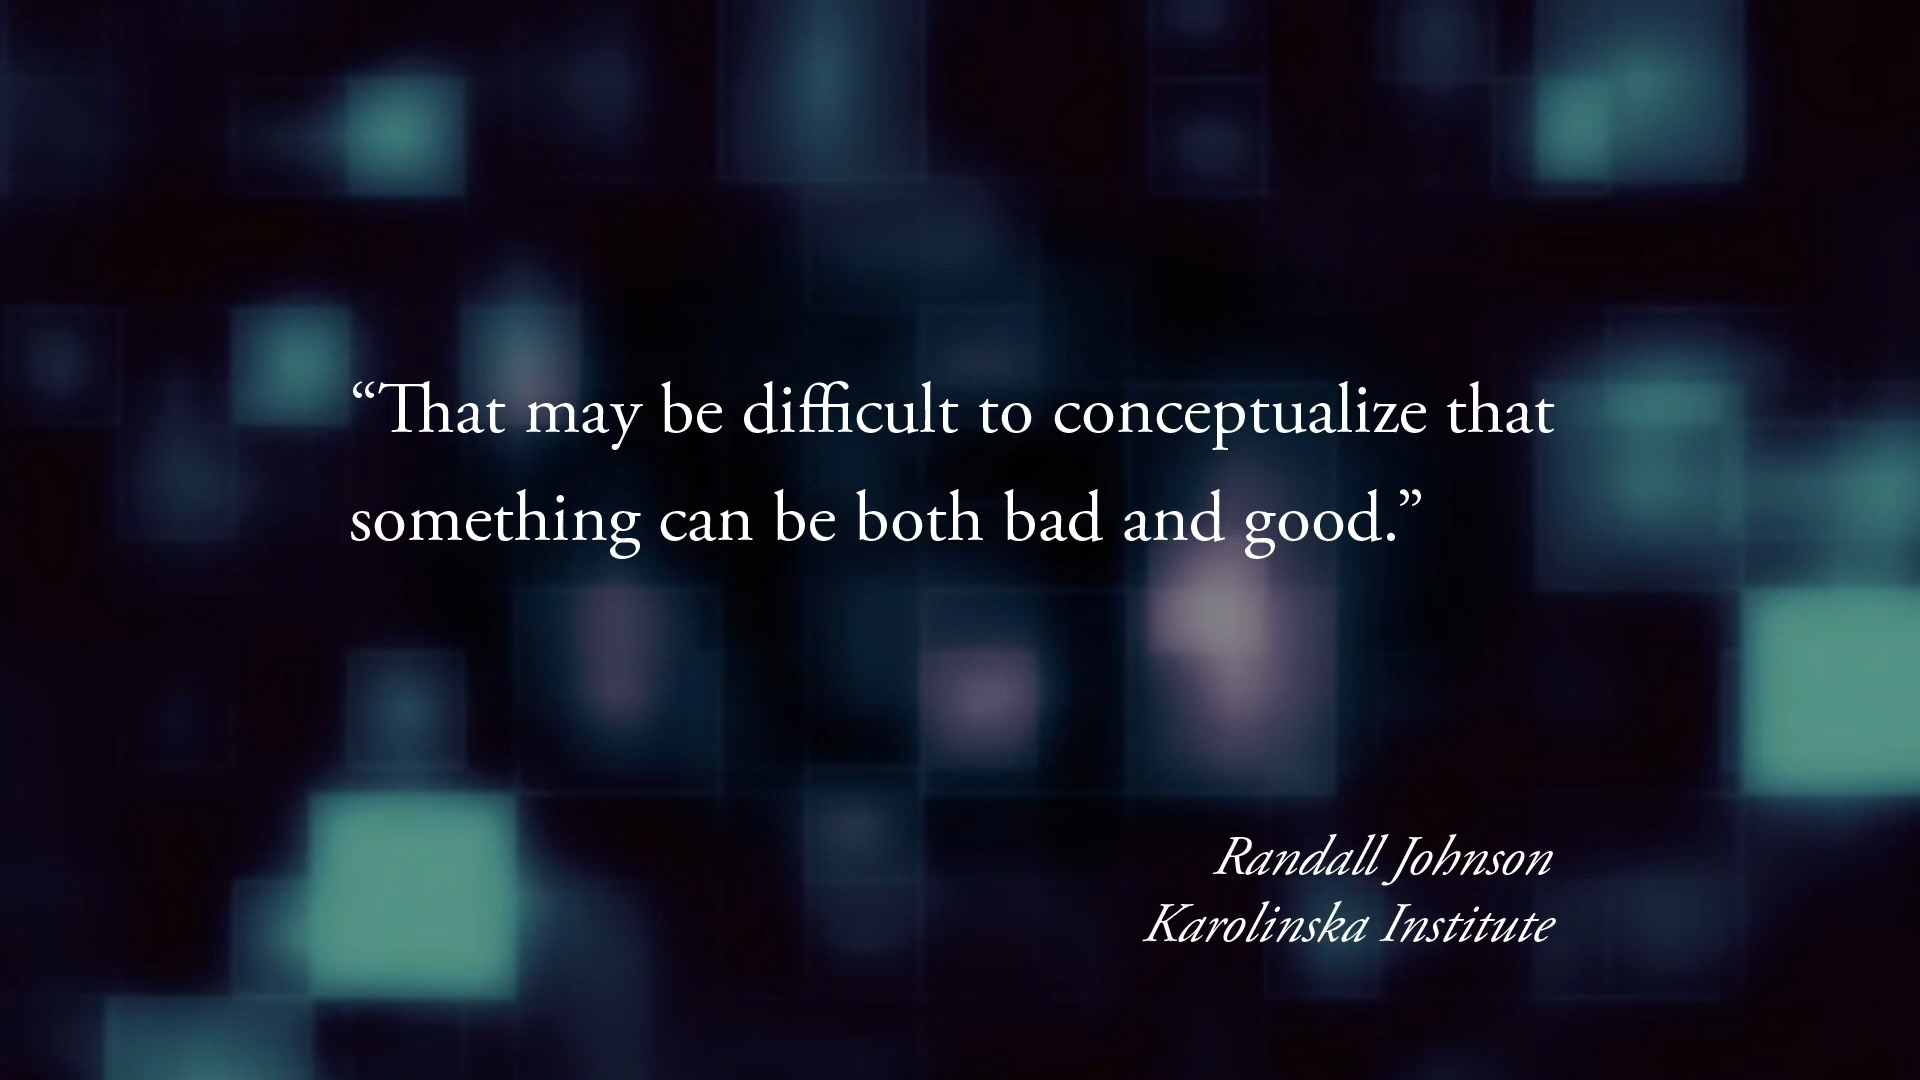 “That may be difficult to conceptualize that
something can be both bad and good.”
Randall Johnson
Karolinska Institute